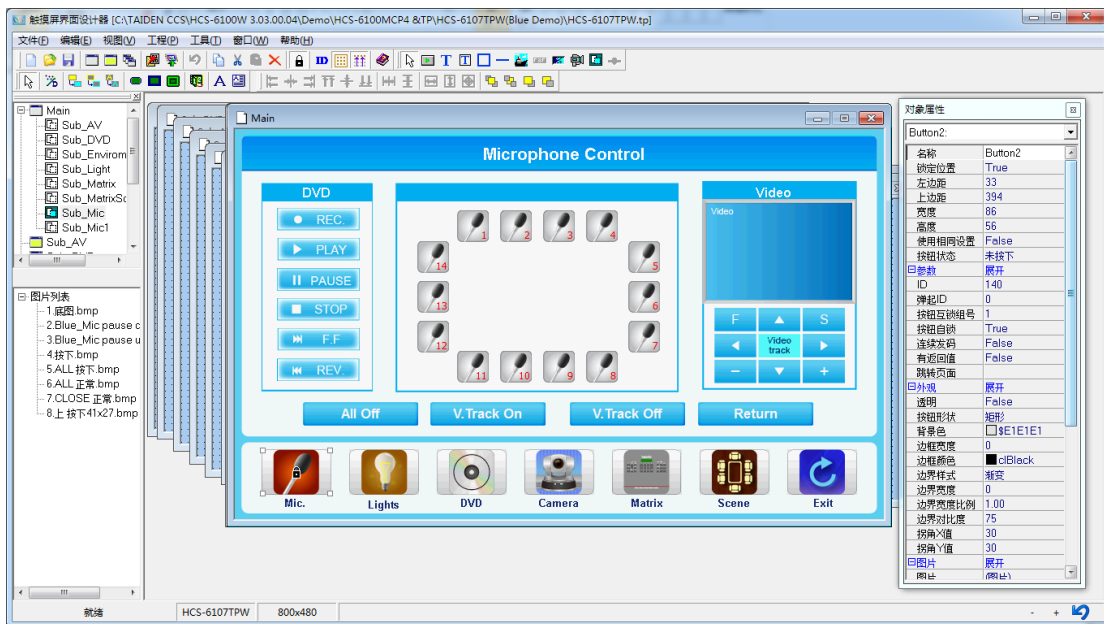 触摸屏界面设计器 [C:\TAIDEN CCS\HCS-6100W 3.03.00.04\Demo\HCS-6100MCP4 &TP\HCS-6107TPW(Blue Demo)\HCS-6107TPW.tp]
文件(F) 编辑(E) 视图(V) 工程(P) 工具(T) 窗口(W) 帮助(H)
ID T T
A
Main
Sub_AV
Sub_DVD
Sub_Envirom
Sub_Light
Sub_Matrix
Sub_MatrixSc
Sub_Mic
Sub_Mic1
Sub_AV
图片列表
1.底图.bmp
2.Blue_Mic pause c
3.Blue_Mic pause u
4.按下.bmp
5.ALL 按下.bmp
6.ALL 正常.bmp
7.CLOSE 正常.bmp
8.上 按下41x27.bmp
Main
Microphone Control
DVD
REC.
PLAY
PAUSE
STOP
F.F
REV.
1 2 3 4
14 5
13 6
12 7
11 10 9 8
Video
Video
F S
Video
track
− +
All Off V.Track On V.Track Off Return
Mic. Lights DVD Camera Matrix Scene Exit
对象属性
Button2:
名称 Button2
锁定位置 True
左边距 33
上边距 394
宽度 86
高度 56
使用相同设置 False
按钮状态 未按下
参数 展开
ID 140
弹起ID 0
按钮互锁组号 1
按钮自锁 True
连续发码 False
有返回值 False
跳转页面
外观 展开
透明 False
按钮形状 矩形
背景色 $E1E1E1
边框宽度 0
边框颜色 clBlack
边界样式 渐变
边界宽度 0
边界宽度比例 1.00
边界对比度 75
拐角X值 30
拐角Y值 30
图片 展开
图片 (图片)
就绪 HCS-6107TPW 800x480 - +